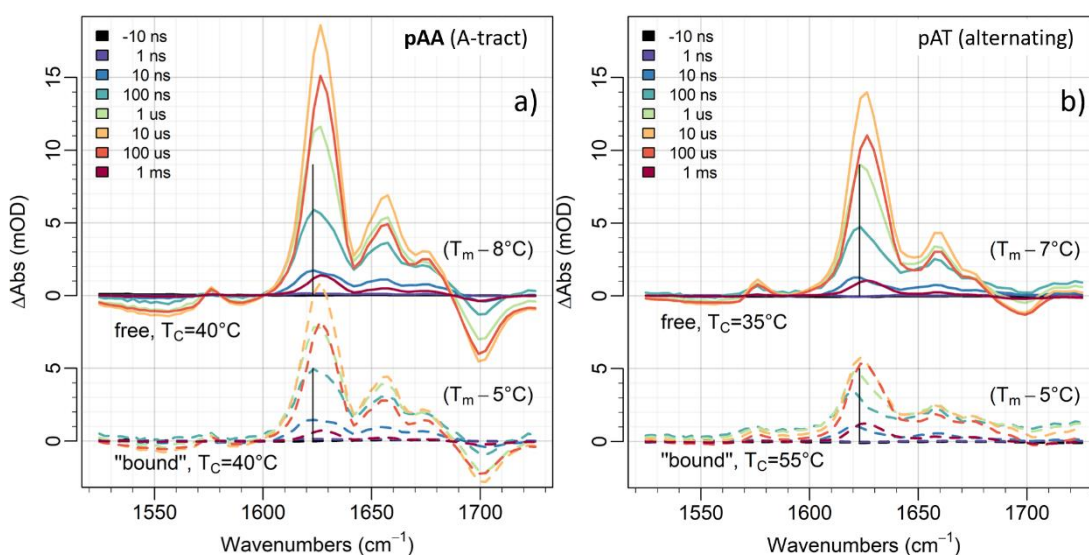 -10 ns
1 ns
10 ns
100 ns
1 us
10 us
100 us
1 ms
pAA (A-tract)
a)
15
10
5
0
5
0
ΔAbs (mOD)
(Tm – 8°C)
free, TC=40°C
(Tm – 5°C)
"bound", TC=40°C
1550
1600
1650
1700
Wavenumbers (cm−1)
-10 ns
1 ns
10 ns
100 ns
1 us
10 us
100 us
1 ms
pAT (alternating)
b)
15
10
5
0
5
0
ΔAbs (mOD)
(Tm – 7°C)
free, TC=35°C
(Tm – 5°C)
"bound", TC=55°C
1550
1600
1650
1700
Wavenumbers (cm−1)